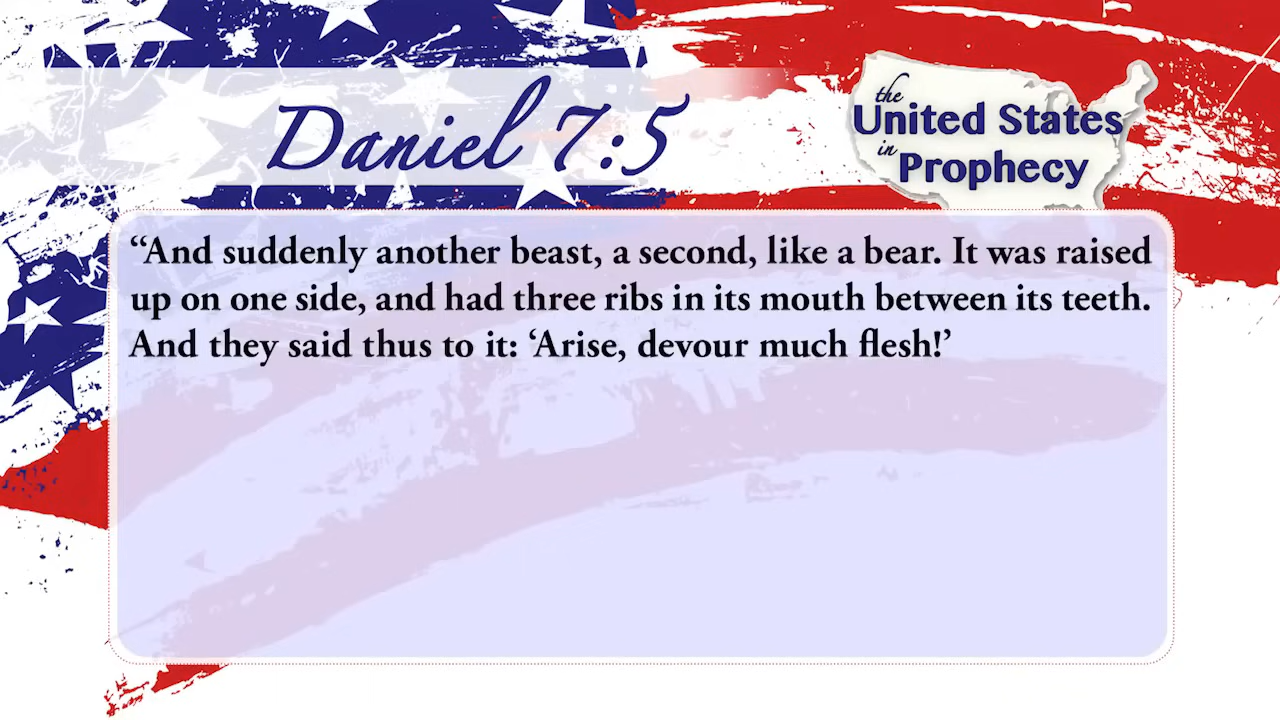 Daniel 7:5
the
United States
in
Prophecy
“And suddenly another beast, a second, like a bear. It was raised
up on one side, and had three ribs in its mouth between its teeth.
And they said thus to it: ‘Arise, devour much flesh!’